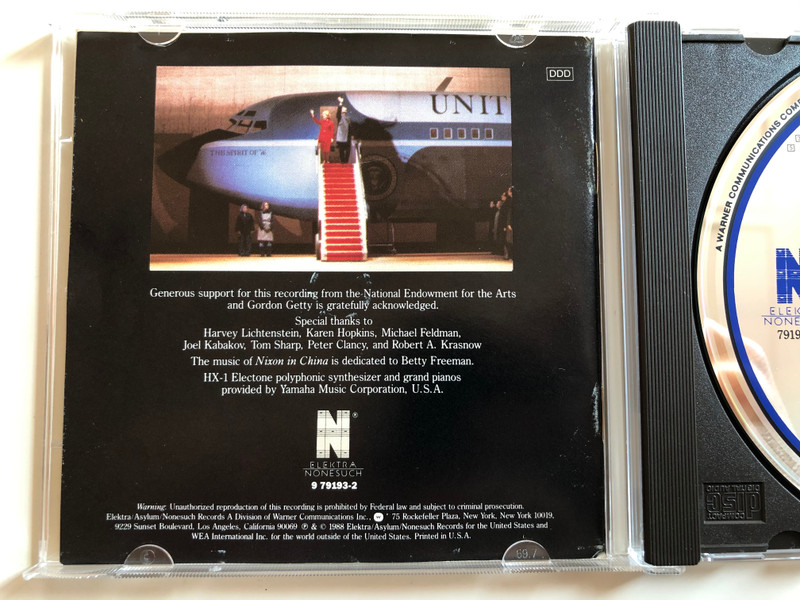 DDD
UNIT
THE SPIRIT OF '76
Generous support for this recording from the National Endowment for the Arts
and Gordon Getty is gratefully acknowledged.
Special thanks to
Harvey Lichtenstein, Karen Hopkins, Michael Feldman,
Joel Kabakov, Tom Sharp, Peter Clancy, and Robert A. Krasnow
The music of Nixon in China is dedicated to Betty Freeman.
HX-1 Electone polyphonic synthesizer and grand pianos
provided by Yamaha Music Corporation, U.S.A.
N®
ELEKTRA
NONESUCH
9 79193-2
Warning: Unauthorized reproduction of this recording is prohibited by Federal law and subject to criminal prosecution.
Elektra/Asylum/Nonesuch Records A Division of Warner Communications Inc., 75 Rockefeller Plaza, New York, New York 10019,
9229 Sunset Boulevard, Los Angeles, California 90069 ℗ & © 1988 Elektra/Asylum/Nonesuch Records for the United States and
WEA International Inc. for the world outside of the United States. Printed in U.S.A.
69.7
A WARNER COMMUNICATIONS COM
N
ELE
NONES
7919